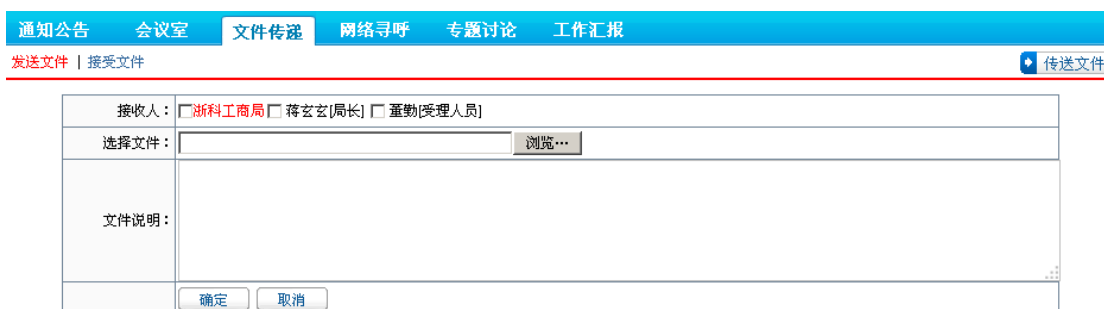 通知公告 会议室 文件传递 网络寻呼 专题讨论 工作汇报
发送文件 | 接受文件 传送文件
接收人： 浙科工商局 蒋玄玄[局长] 董勤[受理人员]
选择文件： 浏览…
文件说明：
确定 取消